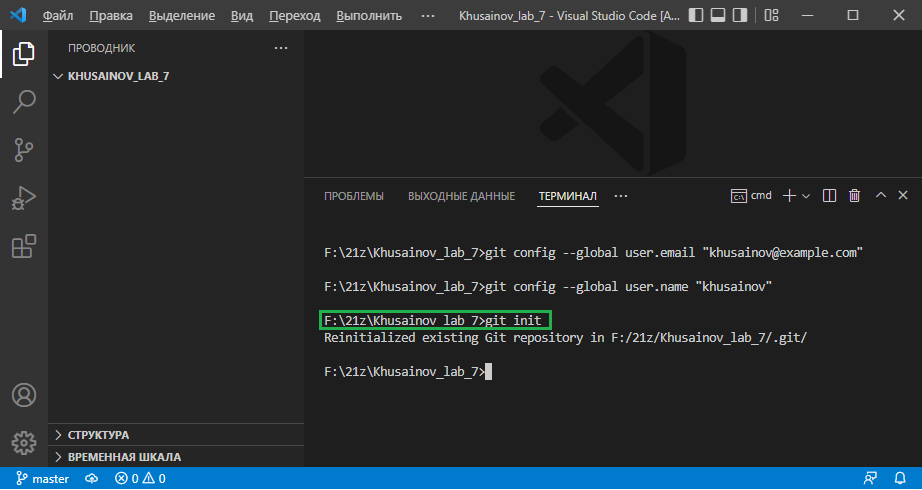 Файл Правка Выделение Вид Переход Выполнить ··· Khusainov_lab_7 - Visual Studio Code [А...
ПРОВОДНИК ···
KHUSAINOV_LAB_7
ПРОБЛЕМЫ ВЫХОДНЫЕ ДАННЫЕ ТЕРМИНАЛ ··· cmd
F:\21z\Khusainov_lab_7>git config --global user.email "khusainov@example.com"
F:\21z\Khusainov_lab_7>git config --global user.name "khusainov"
F:\21z\Khusainov_lab_7>git init
Reinitialized existing Git repository in F:/21z/Khusainov_lab_7/.git/
F:\21z\Khusainov_lab_7>
СТРУКТУРА
ВРЕМЕННАЯ ШКАЛА
master 0 0